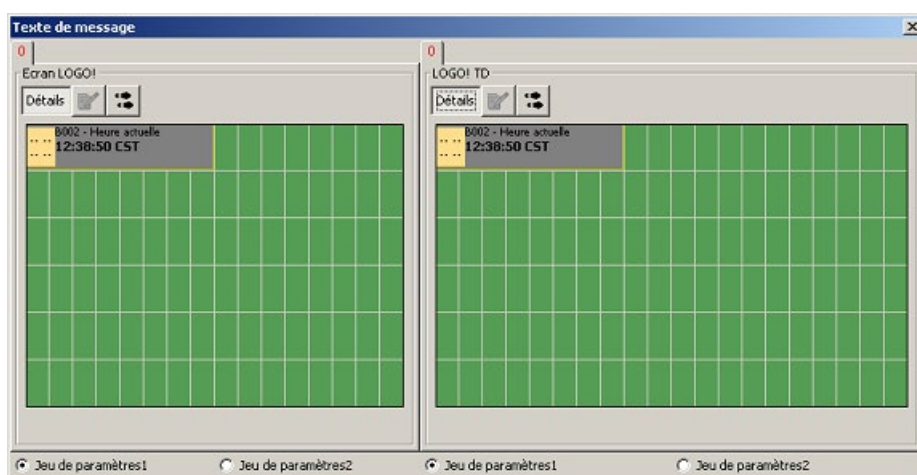 Texte de message
0
Ecran LOGO!
Détails
B002 - Heure actuelle
12:38:50 CST
0
LOGO! TD
Détails
B002 - Heure actuelle
12:38:50 CST
Jeu de paramètres1 Jeu de paramètres2 Jeu de paramètres1 Jeu de paramètres2